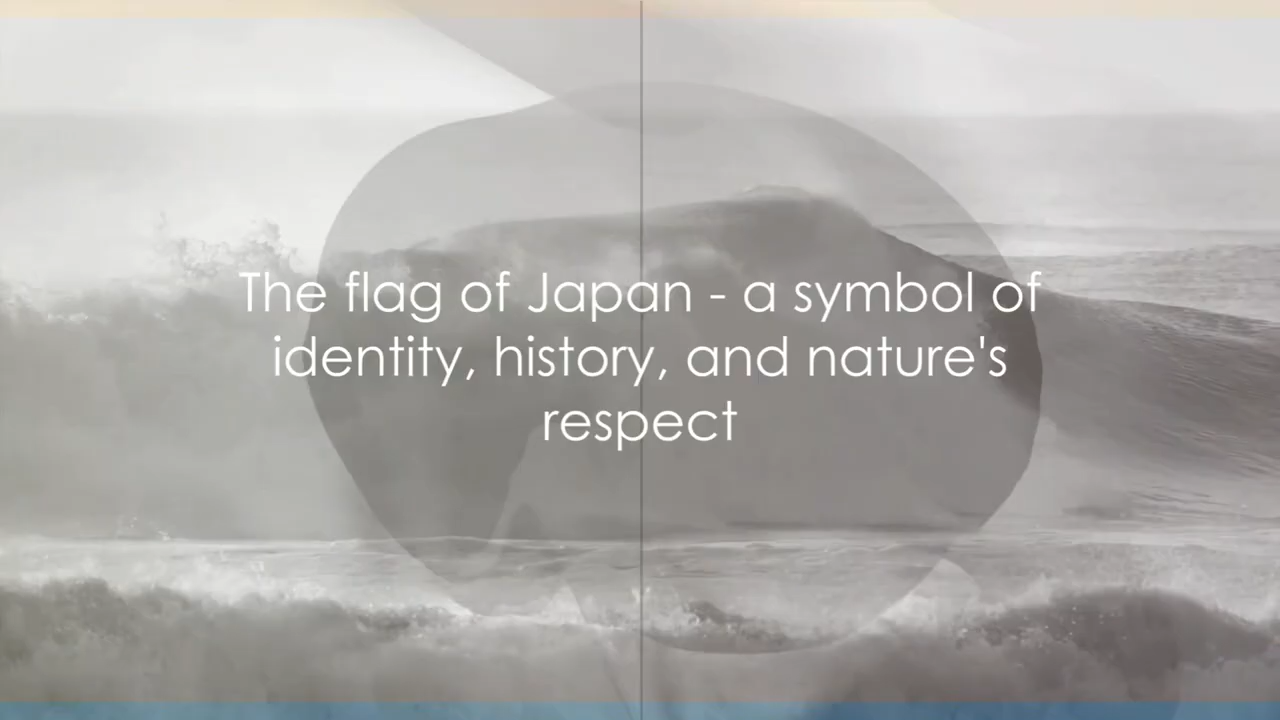 The flag of Japan - a symbol of
identity, history, and nature's
respect